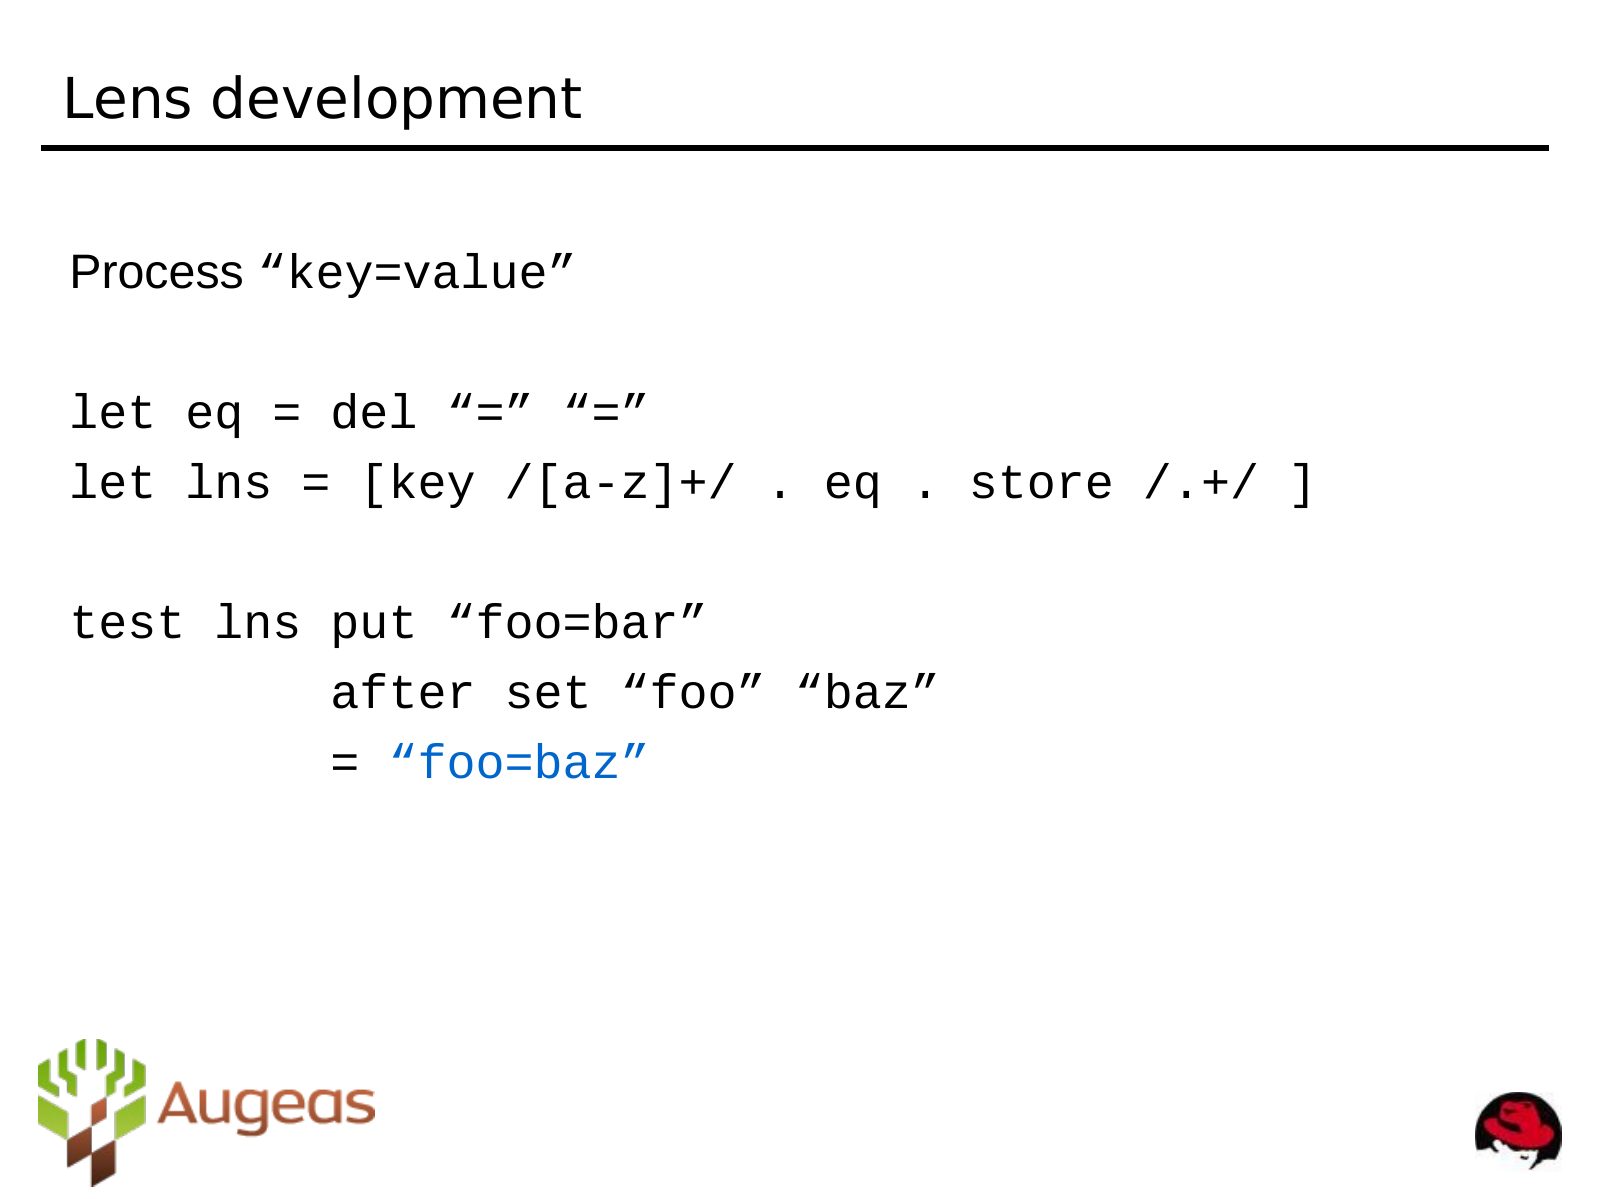 Lens development
Process “key=value”
let eq = del “=” “=”
let lns = [key /[a-z]+/ . eq . store /.+/ ]
test lns put “foo=bar”
after set “foo” “baz”
= “foo=baz”
Augeas